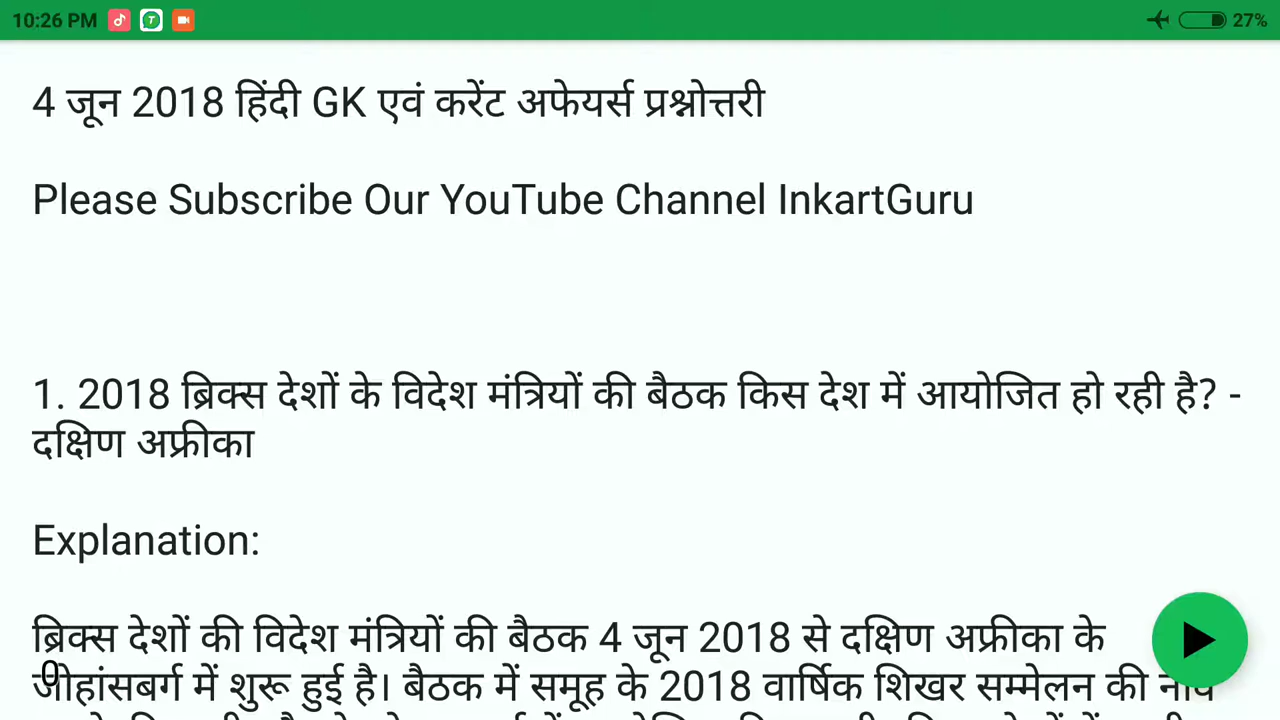 10:26 PM 27%
4 जून 2018 हिंदी GK एवं करेंट अफेयर्स प्रश्नोत्तरी
Please Subscribe Our YouTube Channel InkartGuru
1. 2018 ब्रिक्स देशों के विदेश मंत्रियों की बैठक किस देश में आयोजित हो रही है? -
दक्षिण अफ्रीका
Explanation:
ब्रिक्स देशों की विदेश मंत्रियों की बैठक 4 जून 2018 से दक्षिण अफ्रीका के
जोहांसबर्ग में शुरू हुई है। बैठक में समूह के 2018 वार्षिक शिखर सम्मेलन की नींव
0